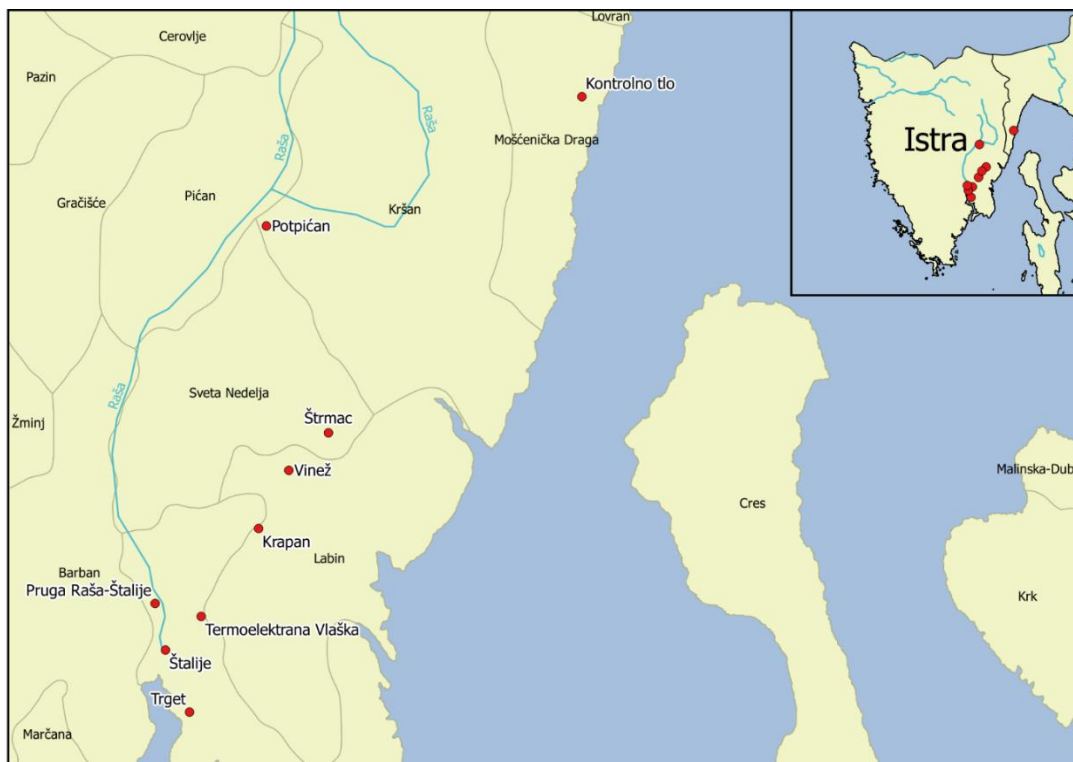 Lovran
Cerovlje
Pazin
Kontrolno tlo
Raša
Raša
Mošćenička Draga
Istra
Pićan
Gračišće
Kršan
Potpićan
Raša
Sveta Nedelja
Žminj
Štrmac
Vinež
Malinska-Dub
Cres
Krapan
Labin
Barban
Pruga Raša-Štalije
Krk
Termoelektrana Vlaška
Štalije
Trget
Marčana